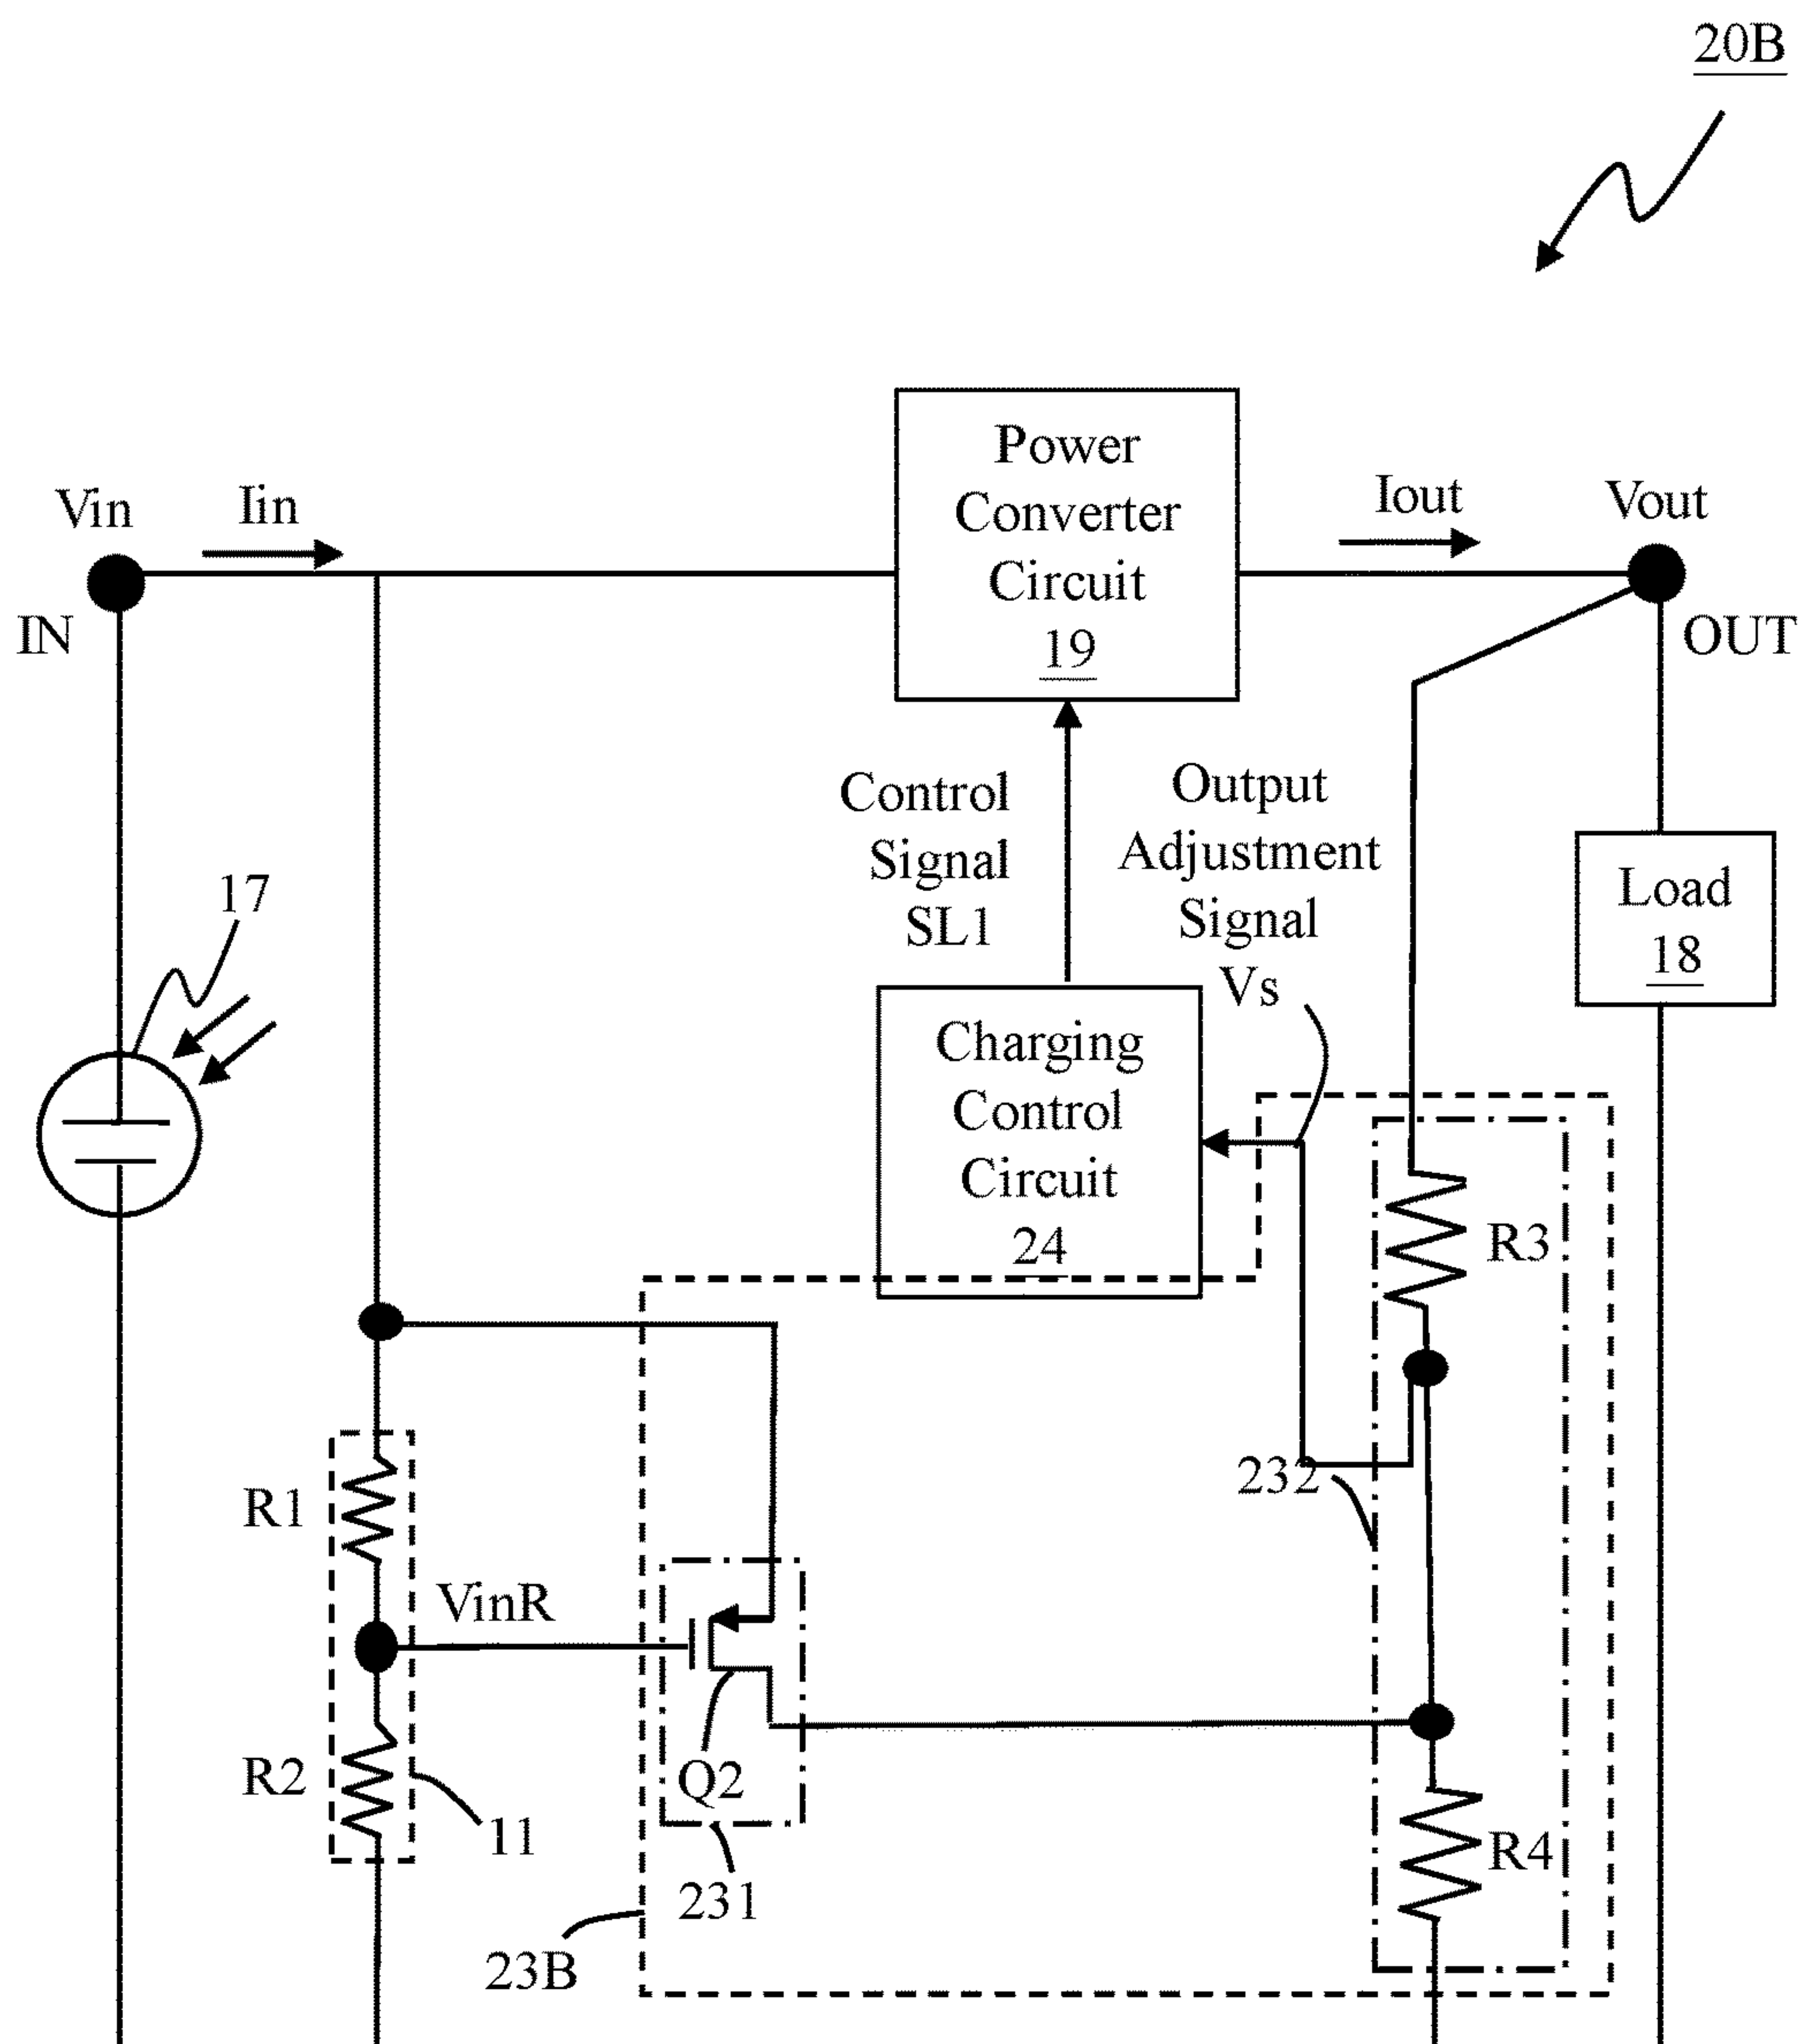 20B
Power
Converter
Circuit
19
Vin
Iin
Iout
Vout
IN
OUT
Control
Signal
SL1
Output
Adjustment
Signal
Vs
Load
18
17
Charging
Control
Circuit
24
R3
232
R1
VinR
R2
11
Q2
231
R4
23B